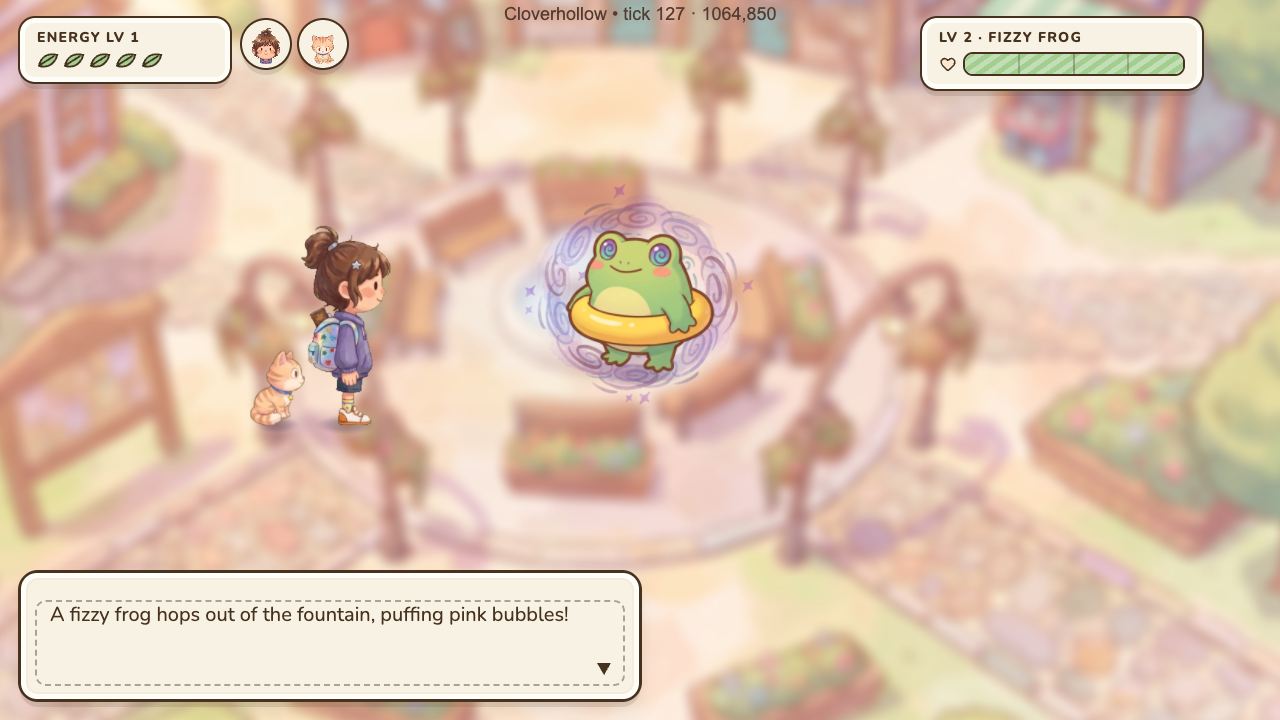 Cloverhollow • tick 127 · 1064,850
ENERGY LV 1
LV 2 · FIZZY FROG
A fizzy frog hops out of the fountain, puffing pink bubbles!